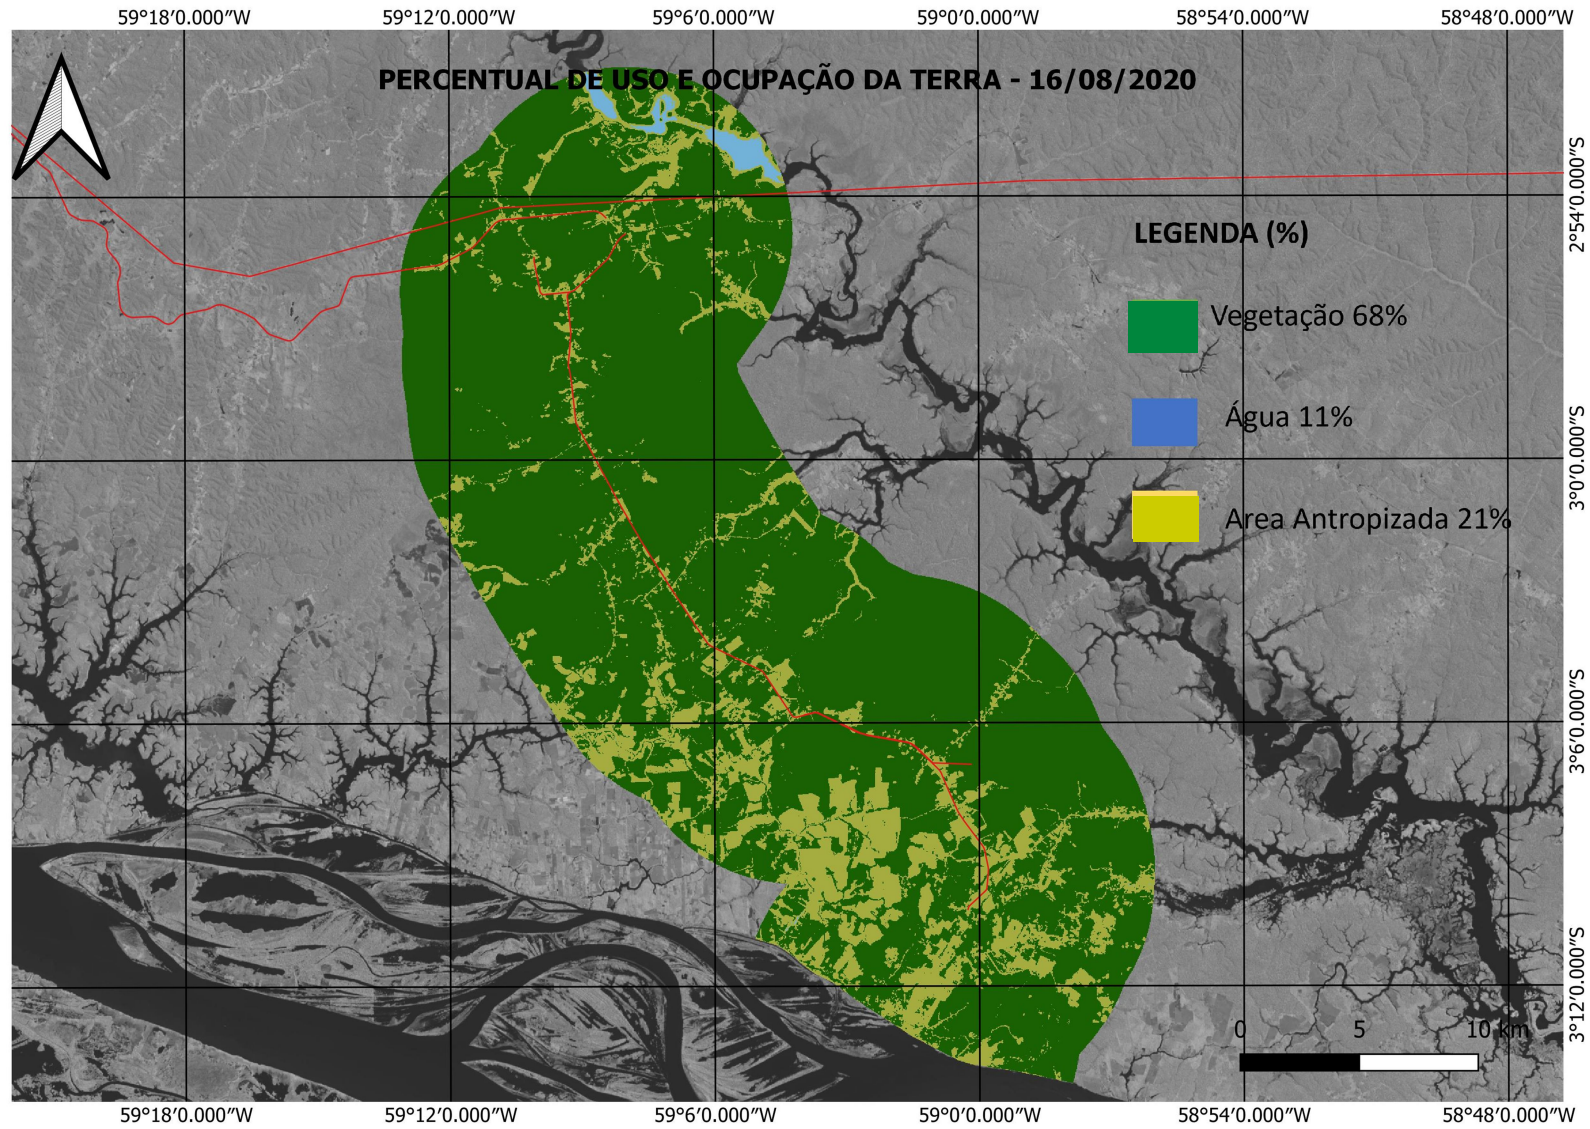 59°18′0.000″W 59°12′0.000″W 59°6′0.000″W 59°0′0.000″W 58°54′0.000″W 58°48′0.000″W
PERCENTUAL DE USO E OCUPAÇÃO DA TERRA - 16/08/2020
2°54′0.000″S
LEGENDA (%)
Vegetação 68%
Água 11%
Area Antropizada 21%
3°0′0.000″S
3°6′0.000″S
3°12′0.000″S
0 5 10 km
59°18′0.000″W 59°12′0.000″W 59°6′0.000″W 59°0′0.000″W 58°54′0.000″W 58°48′0.000″W